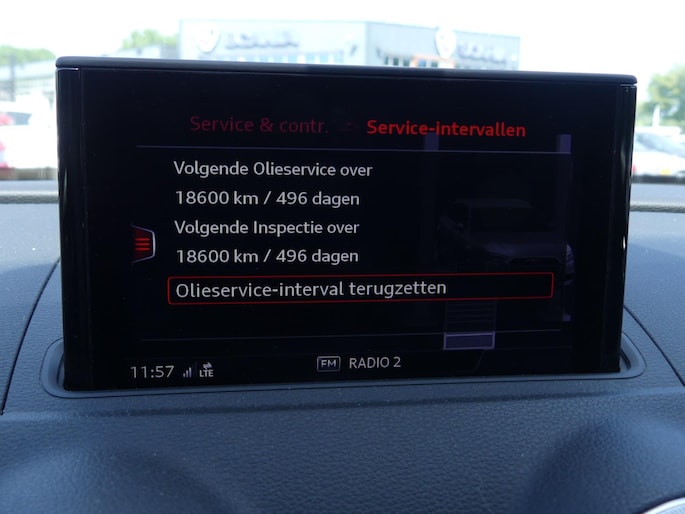 Service & contr. Service-intervallen
Volgende Olieservice over
18600 km / 496 dagen
Volgende Inspectie over
18600 km / 496 dagen
Olieservice-interval terugzetten
11:57 LTE FM RADIO 2